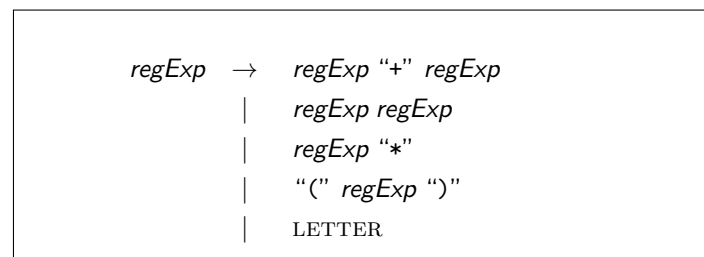 regExp → regExp “+” regExp
| regExp regExp
| regExp “*”
| “(” regExp “)”
| LETTER